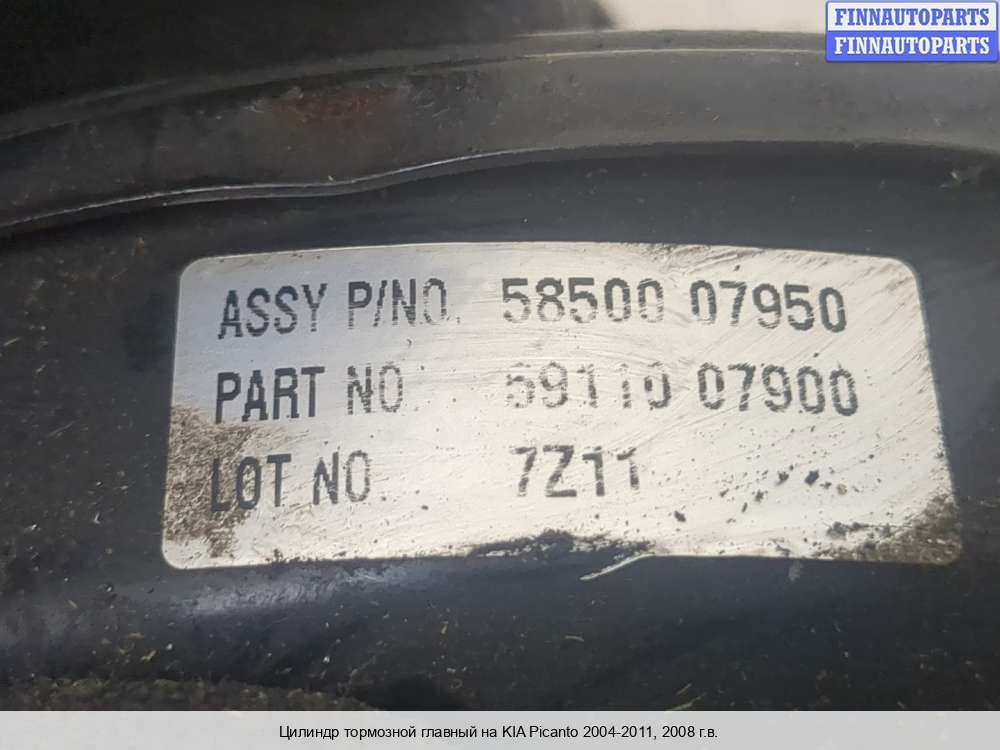 FINNAUTOPARTS
FINNAUTOPARTS
ASSY P/NO. 58500 07950
PART NO. 59110 07900
LOT NO. 7Z11
Цилиндр тормозной главный на KIA Picanto 2004-2011, 2008 г.в.